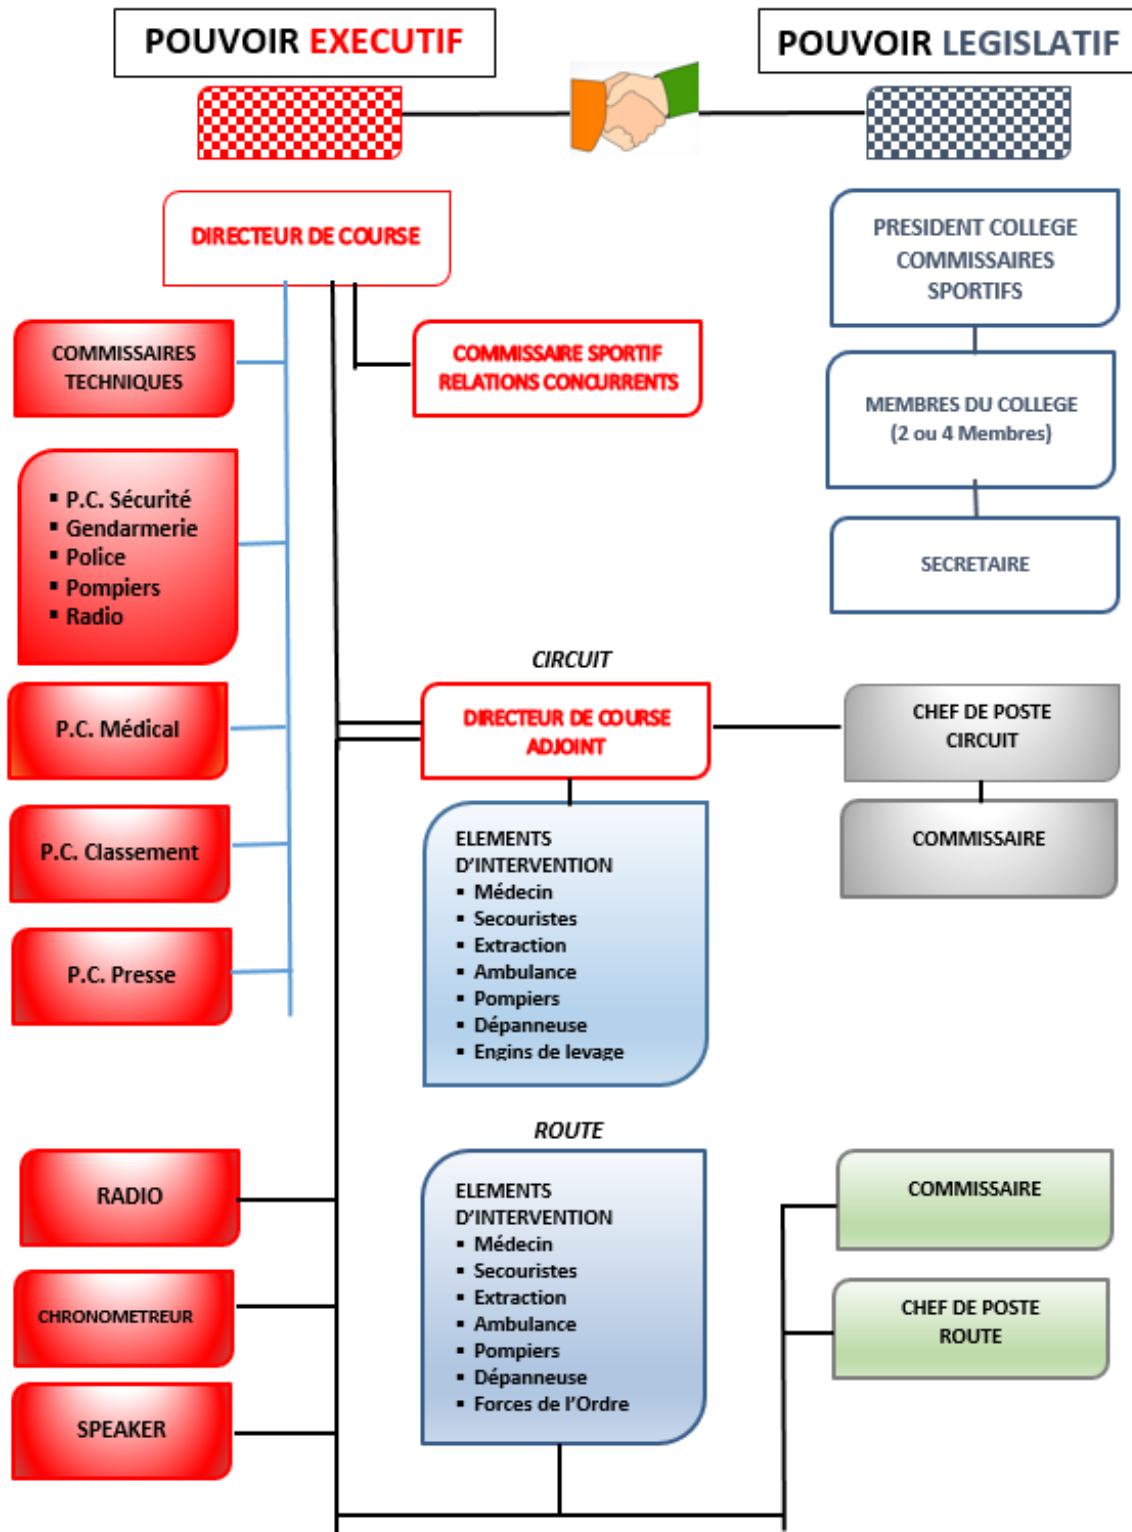 POUVOIR EXECUTIF
POUVOIR LEGISLATIF
DIRECTEUR DE COURSE
PRESIDENT COLLEGE
COMMISSAIRES
SPORTIFS
COMMISSAIRES
TECHNIQUES
COMMISSAIRE SPORTIF
RELATIONS CONCURRENTS
MEMBRES DU COLLEGE
(2 ou 4 Membres)
▪ P.C. Sécurité
▪ Gendarmerie
▪ Police
▪ Pompiers
▪ Radio
SECRETAIRE
CIRCUIT
P.C. Médical
DIRECTEUR DE COURSE
ADJOINT
CHEF DE POSTE
CIRCUIT
P.C. Classement
ELEMENTS
D'INTERVENTION
▪ Médecin
▪ Secouristes
▪ Extraction
▪ Ambulance
▪ Pompiers
▪ Dépanneuse
▪ Engins de levage
COMMISSAIRE
P.C. Presse
ROUTE
RADIO
ELEMENTS
D'INTERVENTION
▪ Médecin
▪ Secouristes
▪ Extraction
▪ Ambulance
▪ Pompiers
▪ Dépanneuse
▪ Forces de l'Ordre
COMMISSAIRE
CHRONOMETREUR
CHEF DE POSTE
ROUTE
SPEAKER